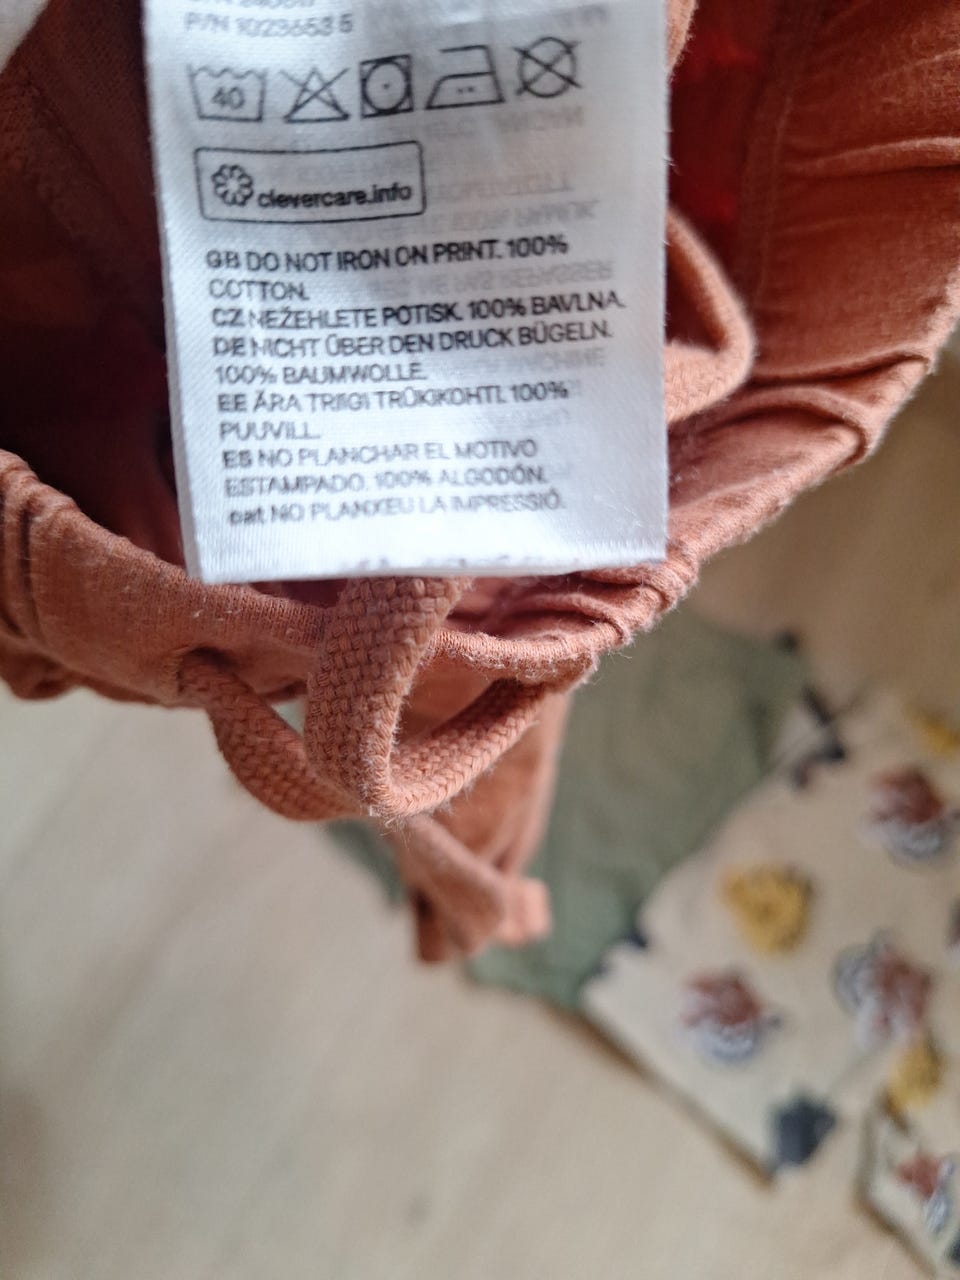 P/N 10236535
40
clevercare.info
GB DO NOT IRON ON PRINT. 100%
COTTON.
CZ NEŽEHLETE POTISK. 100% BAVLNA.
DE NICHT ÜBER DEN DRUCK BÜGELN.
100% BAUMWOLLE.
EE ÄRA TRIIGI TRÜKIKOHTI. 100%
PUUVILL.
ES NO PLANCHAR EL MOTIVO
ESTAMPADO. 100% ALGODÓN.
cat NO PLANXEU LA IMPRESSIÓ.